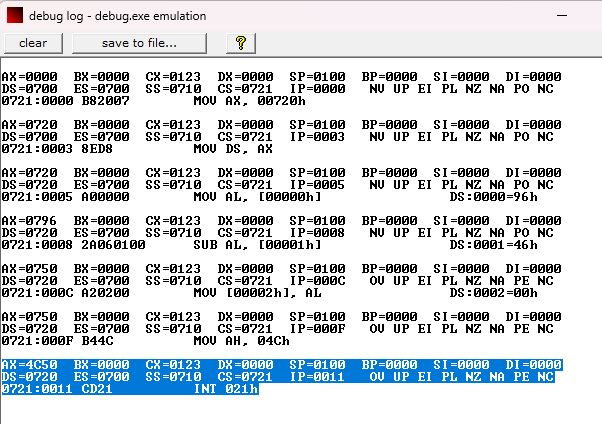 debug log - debug.exe emulation
clear save to file... ?
AX=0000 BX=0000 CX=0123 DX=0000 SP=0100 BP=0000 SI=0000 DI=0000
DS=0700 ES=0700 SS=0710 CS=0721 IP=0000 NV UP EI PL NZ NA PO NC
0721:0000 B82007 MOV AX, 00720h
AX=0720 BX=0000 CX=0123 DX=0000 SP=0100 BP=0000 SI=0000 DI=0000
DS=0700 ES=0700 SS=0710 CS=0721 IP=0003 NV UP EI PL NZ NA PO NC
0721:0003 8ED8 MOV DS, AX
AX=0720 BX=0000 CX=0123 DX=0000 SP=0100 BP=0000 SI=0000 DI=0000
DS=0720 ES=0700 SS=0710 CS=0721 IP=0005 NV UP EI PL NZ NA PO NC
0721:0005 A00000 MOV AL, [00000h] DS:0000=96h
AX=0796 BX=0000 CX=0123 DX=0000 SP=0100 BP=0000 SI=0000 DI=0000
DS=0720 ES=0700 SS=0710 CS=0721 IP=0008 NV UP EI PL NZ NA PO NC
0721:0008 2A060100 SUB AL, [00001h] DS:0001=46h
AX=0750 BX=0000 CX=0123 DX=0000 SP=0100 BP=0000 SI=0000 DI=0000
DS=0720 ES=0700 SS=0710 CS=0721 IP=000C OV UP EI PL NZ NA PE NC
0721:000C A20200 MOV [00002h], AL DS:0002=00h
AX=0750 BX=0000 CX=0123 DX=0000 SP=0100 BP=0000 SI=0000 DI=0000
DS=0720 ES=0700 SS=0710 CS=0721 IP=000F OV UP EI PL NZ NA PE NC
0721:000F B44C MOV AH, 04Ch
AX=4C50 BX=0000 CX=0123 DX=0000 SP=0100 BP=0000 SI=0000 DI=0000
DS=0720 ES=0700 SS=0710 CS=0721 IP=0011 OV UP EI PL NZ NA PE NC
0721:0011 CD21 INT 021h